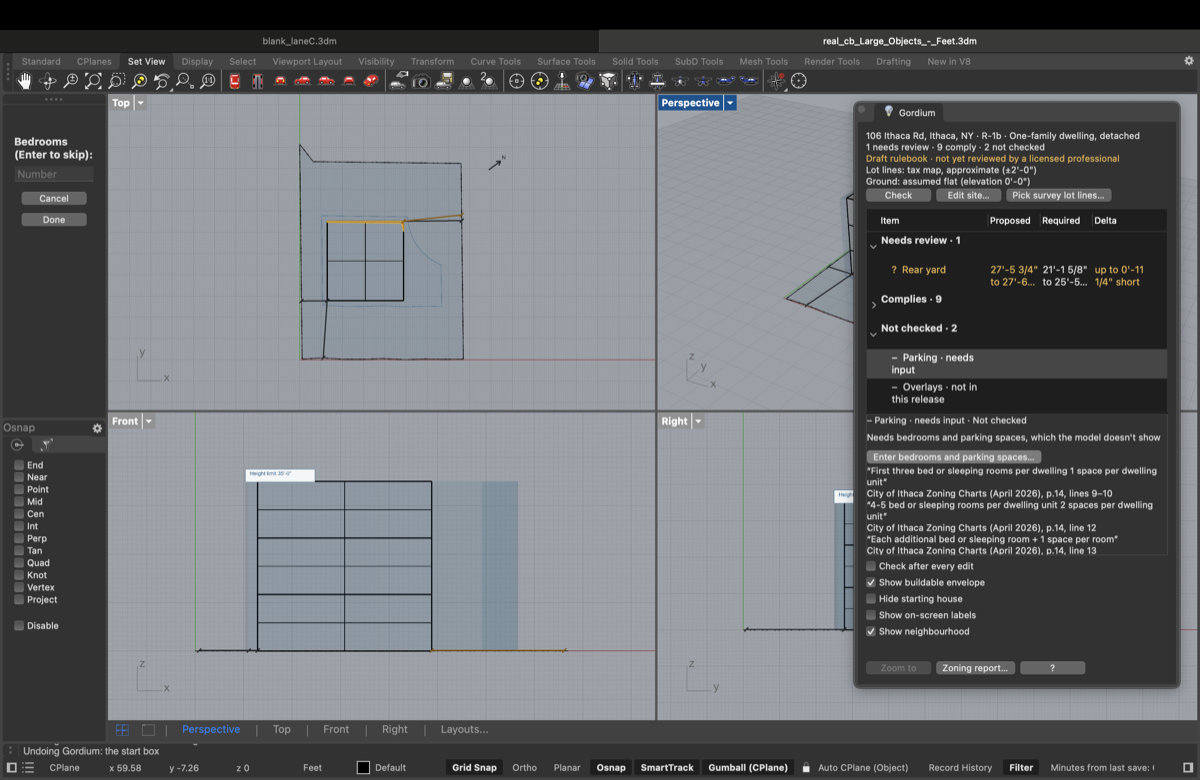 blank_laneC.3dm
real_cb_Large_Objects_-_Feet.3dm
Standard CPlanes Set View Display Select Viewport Layout Visibility Transform Curve Tools Surface Tools Solid Tools SubD Tools Mesh Tools Render Tools Drafting New in V8
Bedrooms
(Enter to skip):
Number
Cancel
Done
Top
N
y
x
Perspective
z
y
x
Gordium
106 Ithaca Rd, Ithaca, NY · R-1b · One-family dwelling, detached
1 needs review · 9 comply · 2 not checked
Draft rulebook · not yet reviewed by a licensed professional
Lot lines: tax map, approximate (±2'-0")
Ground: assumed flat (elevation 0'-0")
Check Edit site... Pick survey lot lines...
Item Proposed Required Delta
Needs review · 1
? Rear yard 27'-5 3/4" 21'-1 5/8" up to 0'-11
to 27'-6... to 25'-5... 1/4" short
Complies · 9
Not checked · 2
– Parking · needs
input
– Overlays · not in
this release
– Parking · needs input · Not checked
Needs bedrooms and parking spaces, which the model doesn't show
Enter bedrooms and parking spaces...
"First three bed or sleeping rooms per dwelling 1 space per dwelling
unit"
City of Ithaca Zoning Charts (April 2026), p.14, lines 9–10
"4-5 bed or sleeping rooms per dwelling unit 2 spaces per dwelling
unit"
City of Ithaca Zoning Charts (April 2026), p.14, line 12
"Each additional bed or sleeping room + 1 space per room"
City of Ithaca Zoning Charts (April 2026), p.14, line 13
Check after every edit
Show buildable envelope
Hide starting house
Show on-screen labels
Show neighbourhood
Zoom to Zoning report... ?
Osnap
End
Near
Point
Mid
Cen
Int
Perp
Tan
Quad
Knot
Vertex
Project
Disable
Front
Height limit 35'-0"
z
x
Right
Heigh
z
y
Perspective Top Front Right Layouts...
Undoing Gordium: the start box
CPlane x 59.58 y -7.26 z 0 Feet Default Grid Snap Ortho Planar Osnap SmartTrack Gumball (CPlane) Auto CPlane (Object) Record History Filter Minutes from last save: